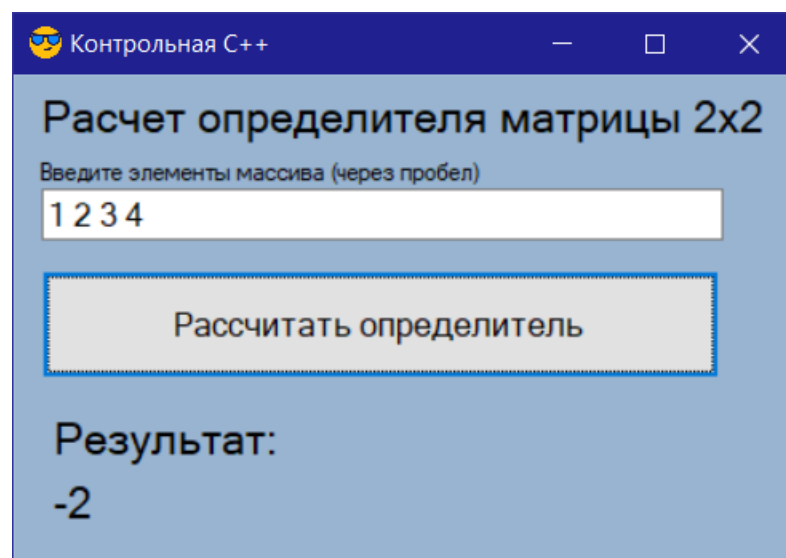 Контрольная C++
Расчет определителя матрицы 2x2
Введите элементы массива (через пробел)
1 2 3 4
Рассчитать определитель
Результат:
-2